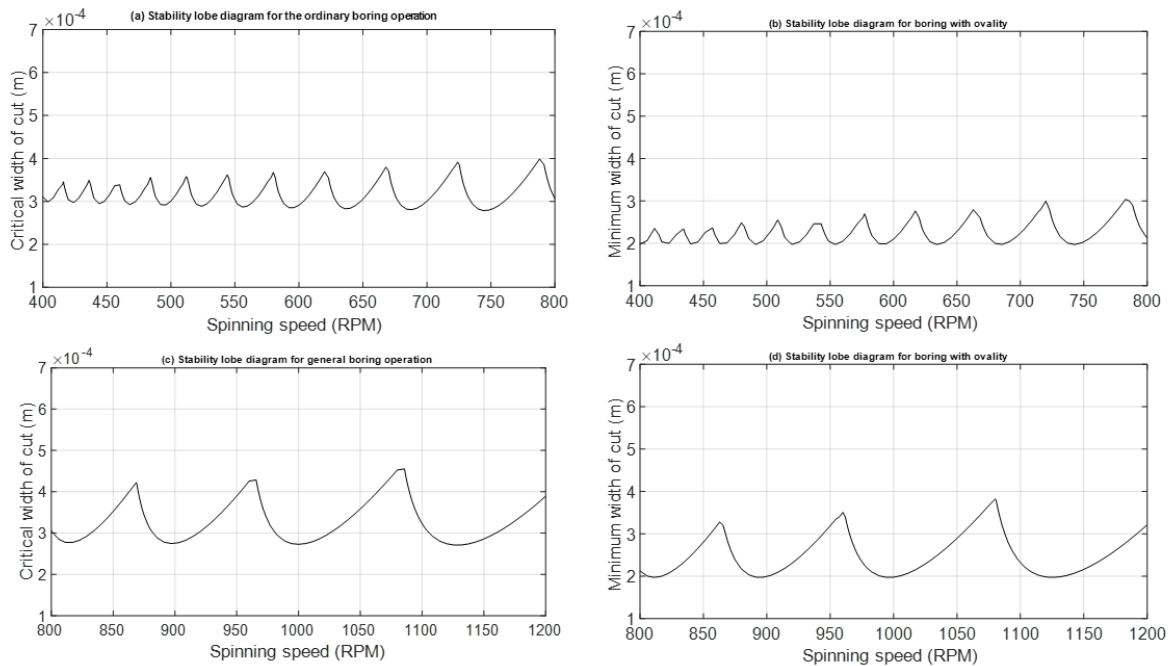 (a) Stability lobe diagram for the ordinary boring operation
7 ×10⁻⁴
6
5
4
3
2
1
Critical width of cut (m)
400 450 500 550 600 650 700 750 800
Spinning speed (RPM)
(b) Stability lobe diagram for boring with ovality
7 ×10⁻⁴
6
5
4
3
2
1
Minimum width of cut (m)
400 450 500 550 600 650 700 750 800
Spinning speed (RPM)
(c) Stability lobe diagram for general boring operation
7 ×10⁻⁴
6
5
4
3
2
1
Critical width of cut (m)
800 850 900 950 1000 1050 1100 1150 1200
Spinning speed (RPM)
(d) Stability lobe diagram for boring with ovality
7 ×10⁻⁴
6
5
4
3
2
1
Minimum width of cut (m)
800 850 900 950 1000 1050 1100 1150 1200
Spinning speed (RPM)